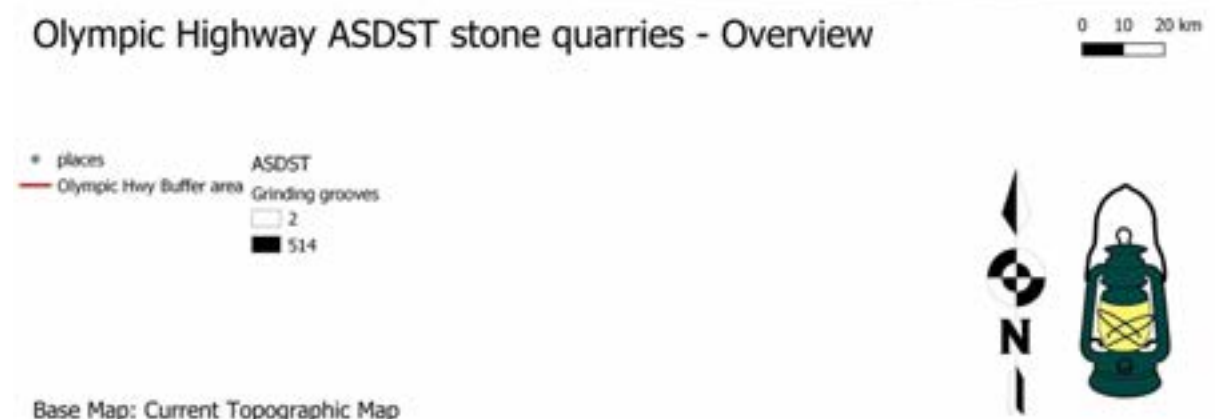 Olympic Highway ASDST stone quarries - Overview
0 10 20 km
places
Olympic Hwy Buffer area
ASDST
Grinding grooves
2
514
N
Base Map: Current Topographic Map